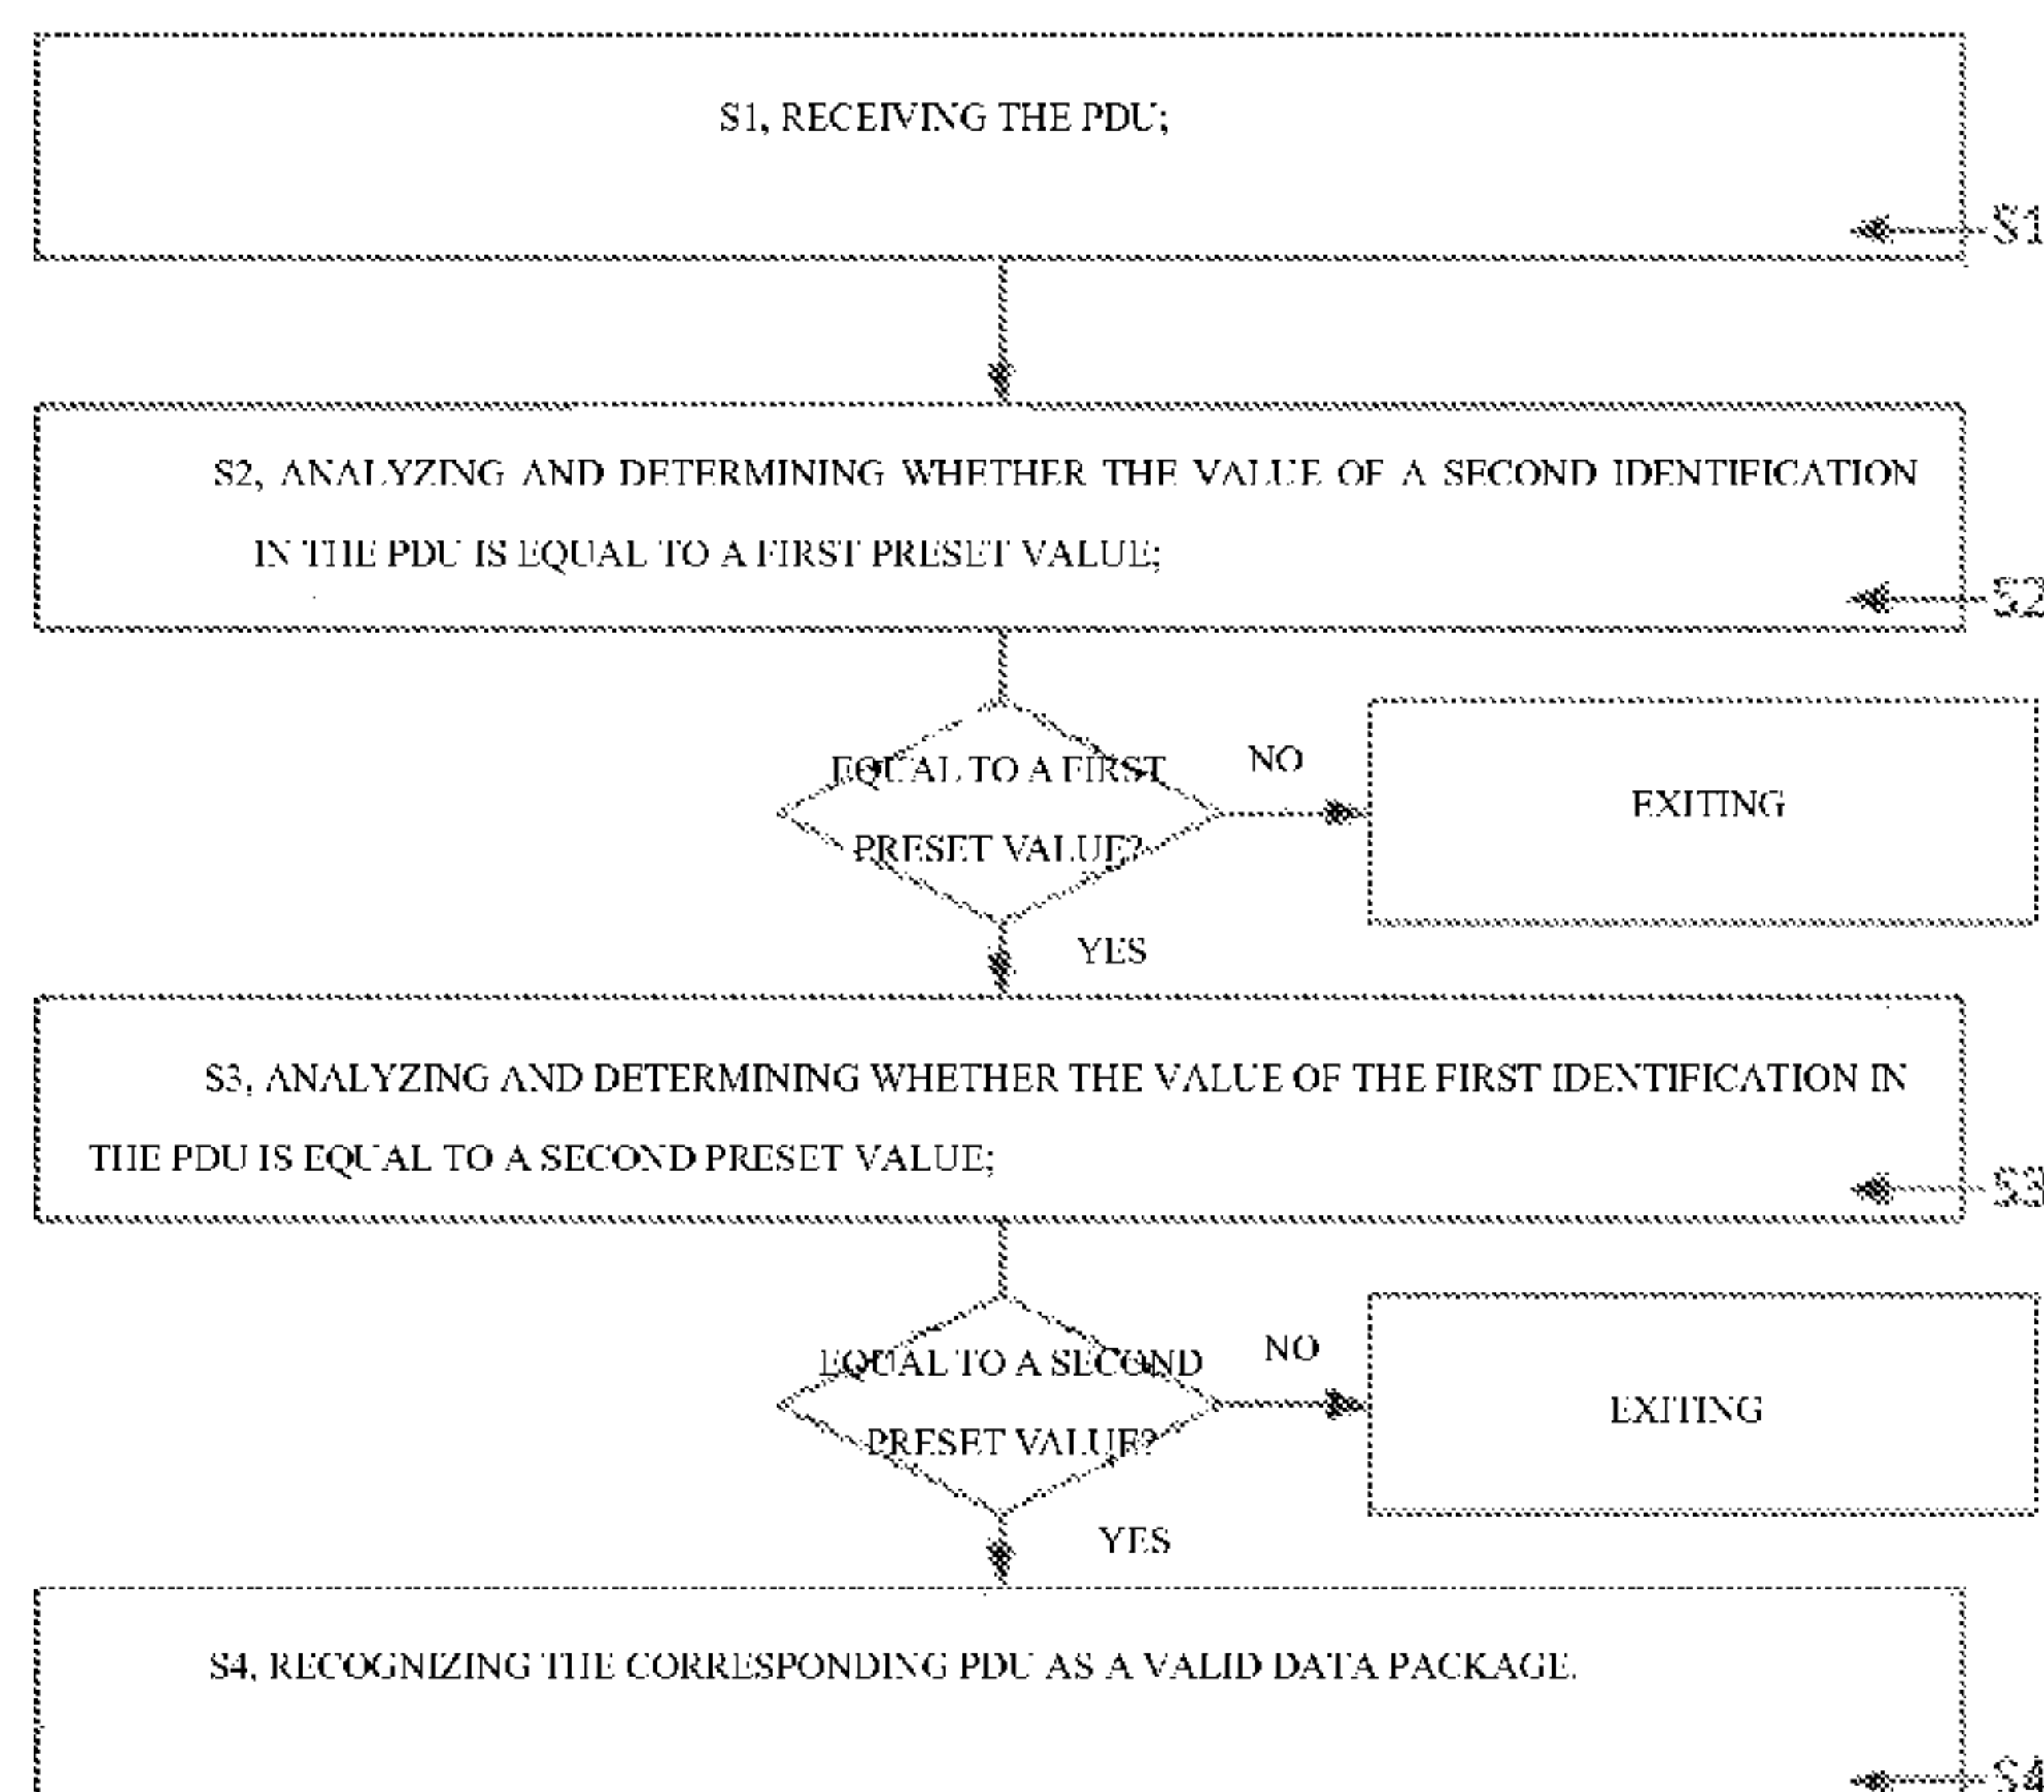 S1, RECEIVING THE PDU;
S1
S2, ANALYZING AND DETERMINING WHETHER THE VALUE OF A SECOND IDENTIFICATION
IN THE PDU IS EQUAL TO A FIRST PRESET VALUE;
S2
EQUAL TO A FIRST
PRESET VALUE?
NO
EXITING
YES
S3, ANALYZING AND DETERMINING WHETHER THE VALUE OF THE FIRST IDENTIFICATION IN
THE PDU IS EQUAL TO A SECOND PRESET VALUE;
S3
EQUAL TO A SECOND
PRESET VALUE?
NO
EXITING
YES
S4, RECOGNIZING THE CORRESPONDING PDU AS A VALID DATA PACKAGE.
S4